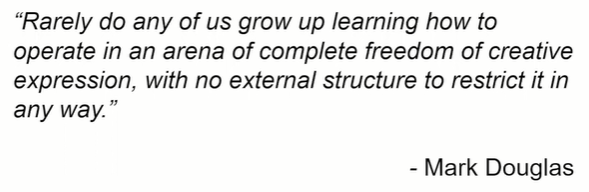 “Rarely do any of us grow up learning how to
operate in an arena of complete freedom of creative
expression, with no external structure to restrict it in
any way.”
- Mark Douglas